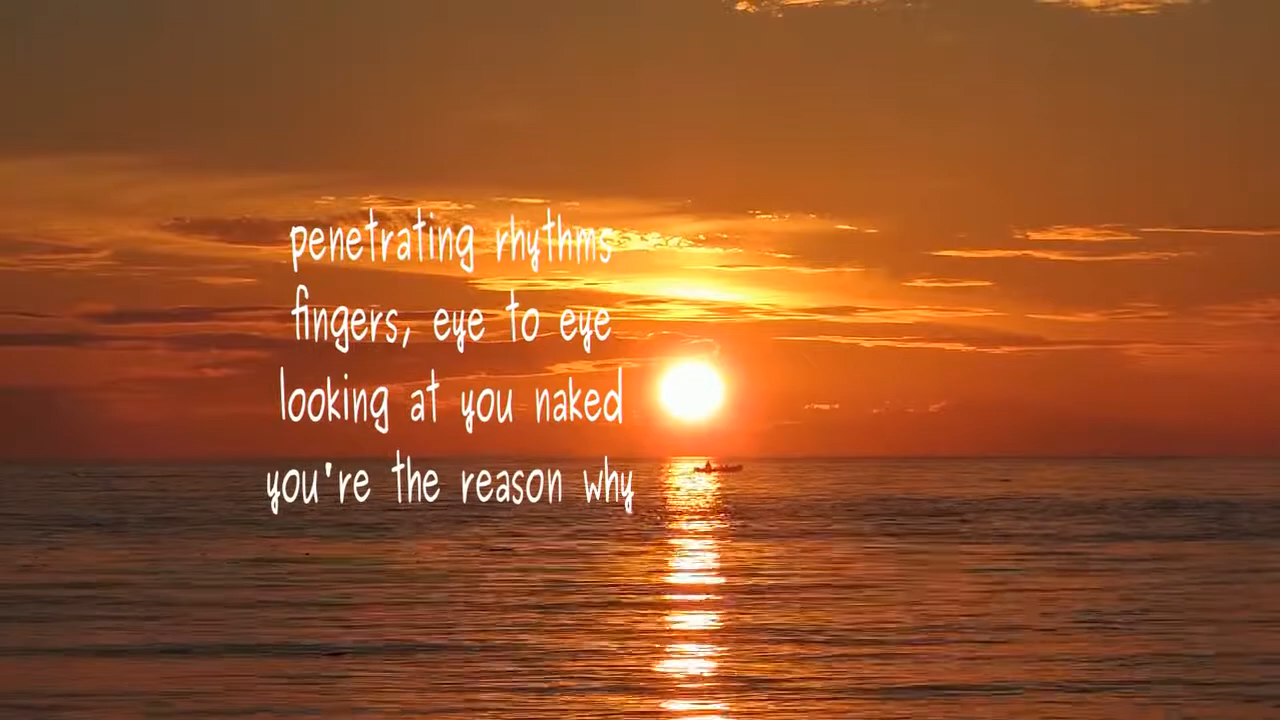 penetrating rhythms
fingers, eye to eye
looking at you naked
you're the reason why